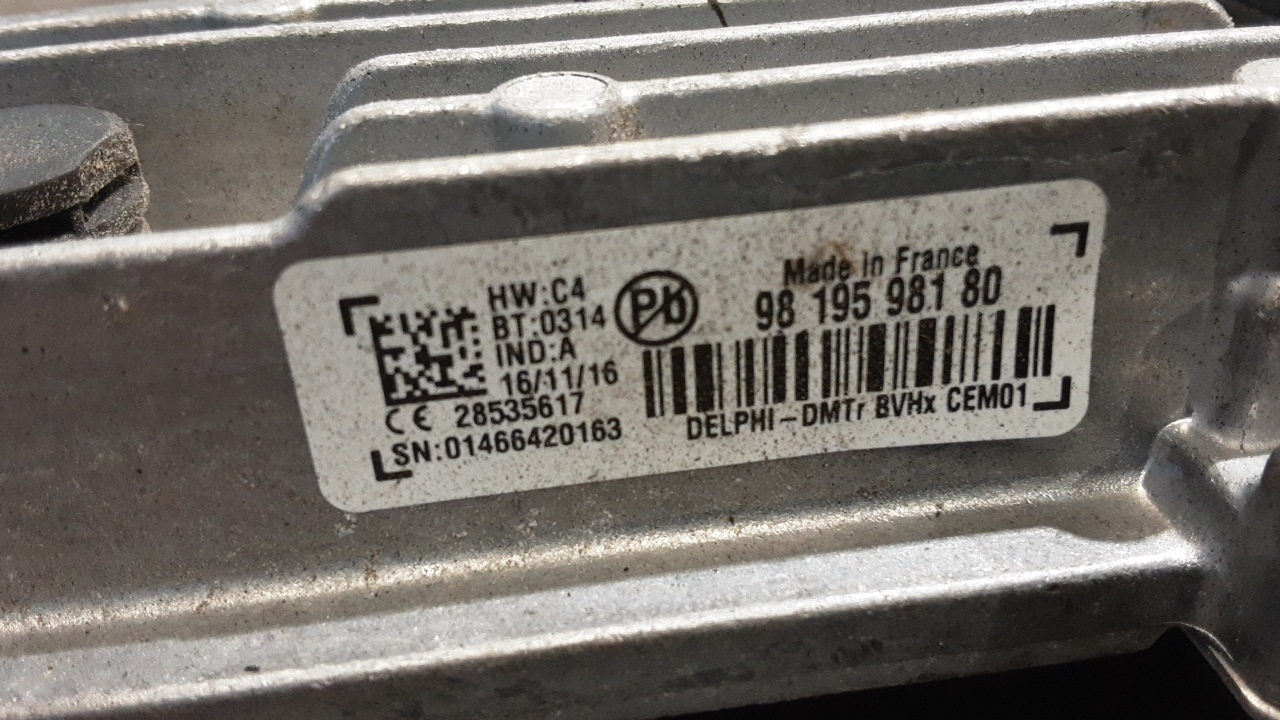 HW:C4
BT:0314
IND:A
16/11/16
CE 28535617
SN:01466420163
Pb
Made in France
98 195 981 80
DELPHI-DMTr BVHx CEM01